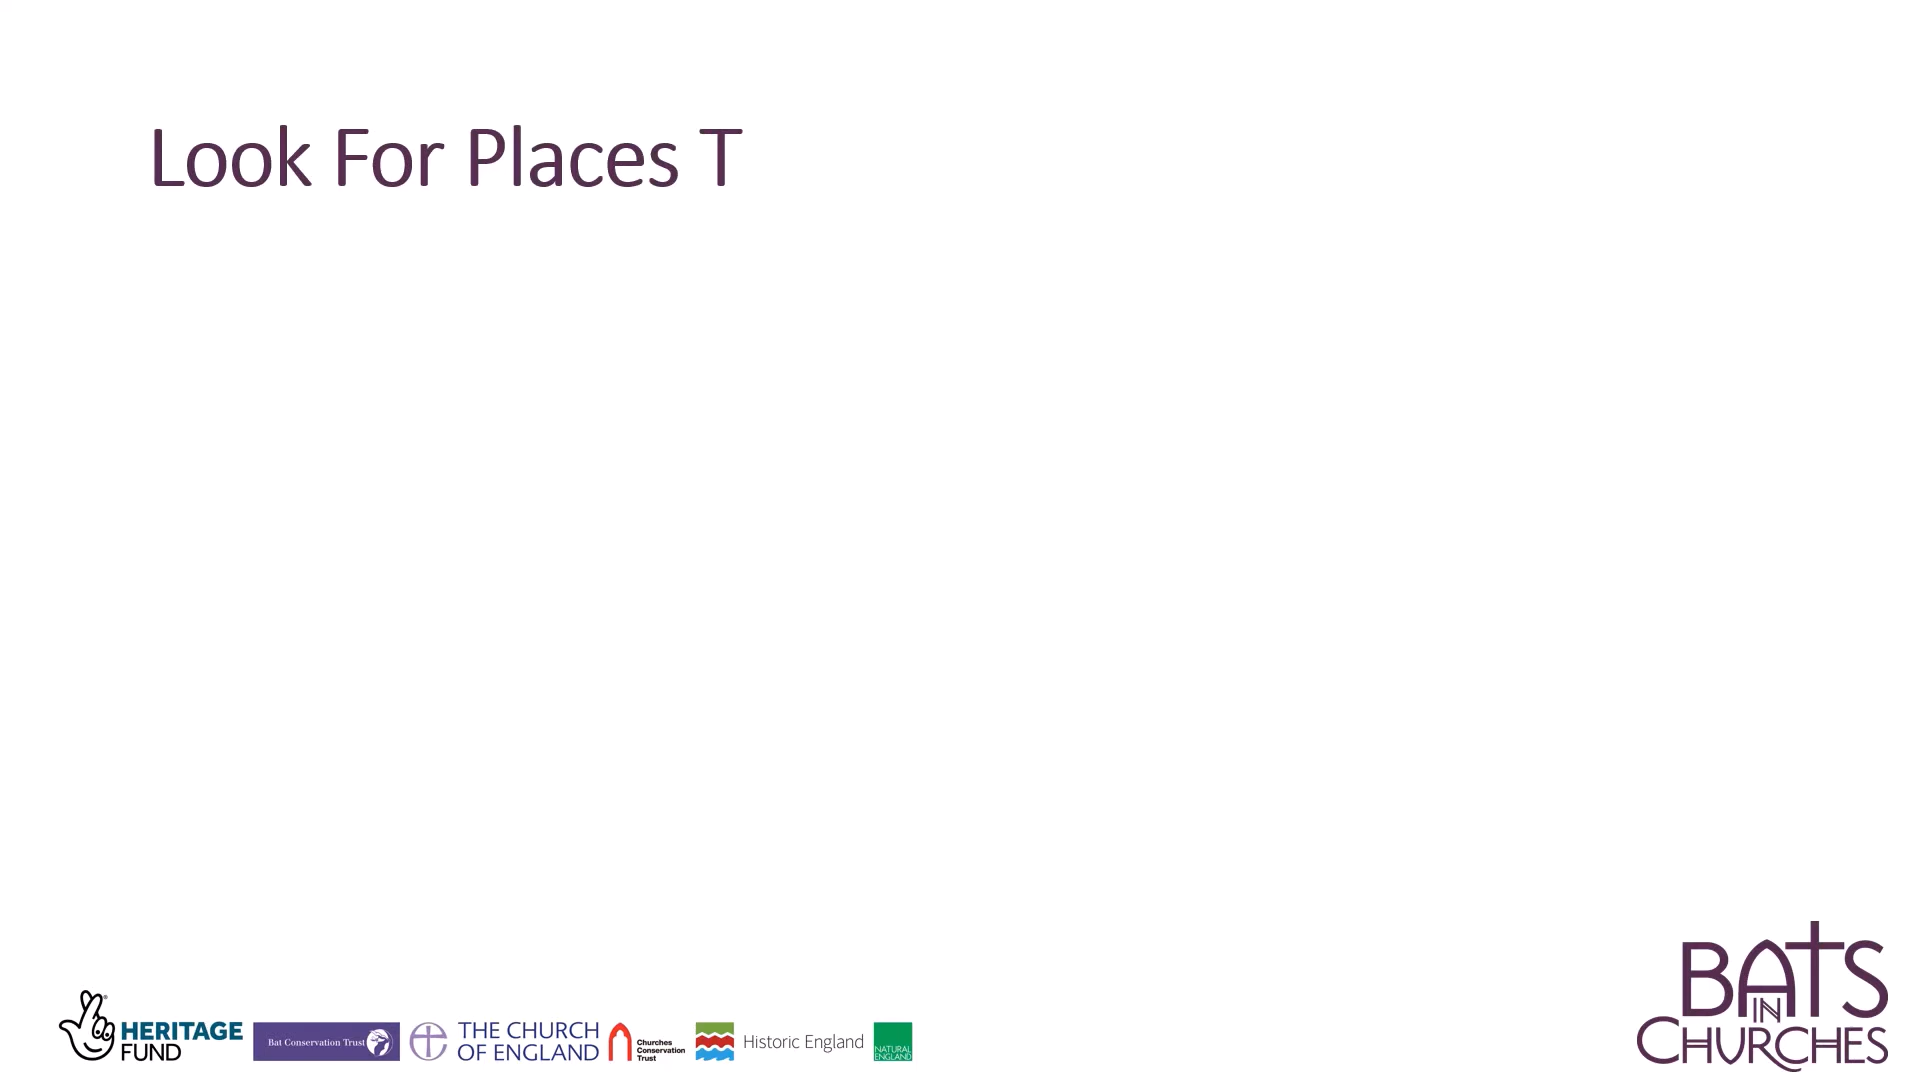 Look For Places T
BATS
IN
CHURCHES
HERITAGE
FUND
Bat Conservation Trust
THE CHURCH
OF ENGLAND
Churches
Conservation
Trust
Historic England
NATURAL
ENGLAND